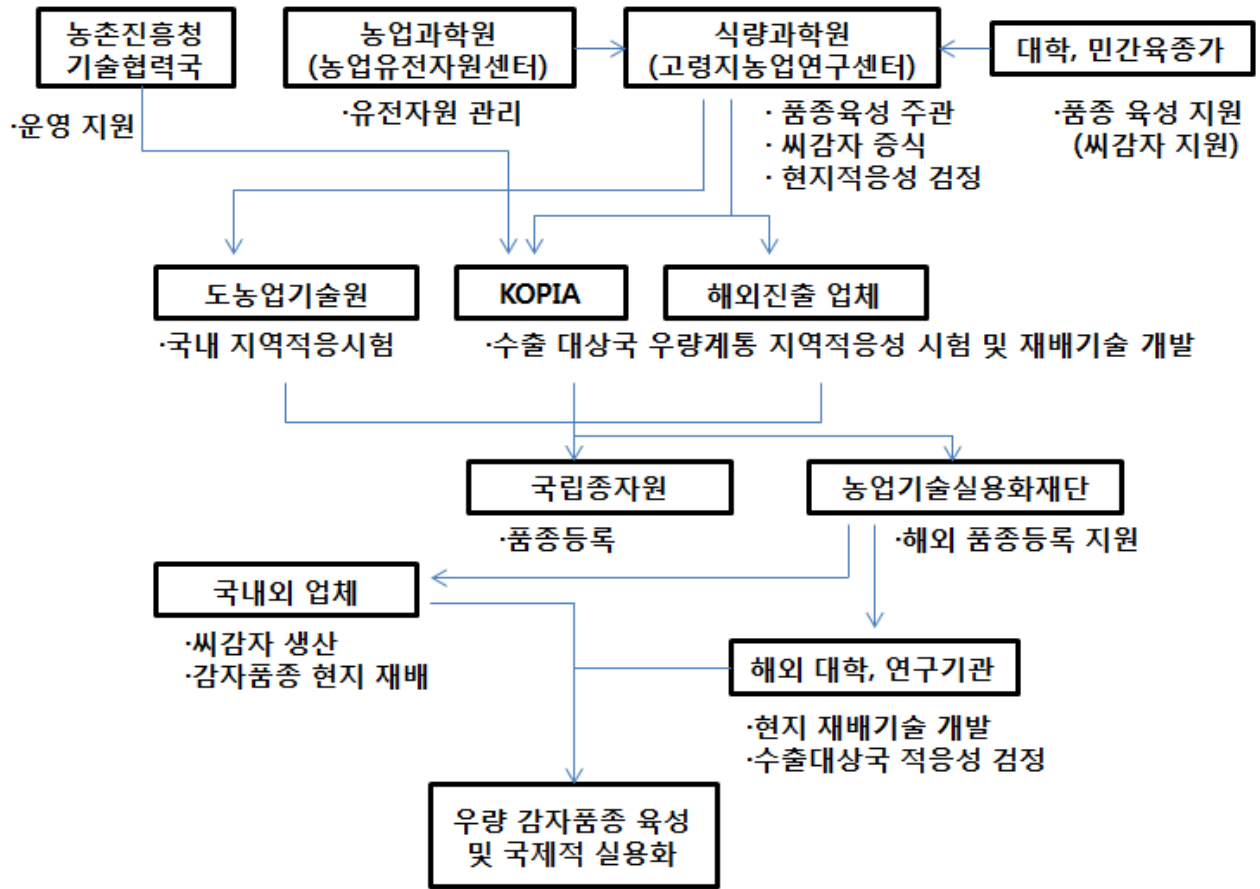 농촌진흥청
기술협력국
농업과학원
(농업유전자원센터)
식량과학원
(고령지농업연구센터)
대학, 민간육종가
·운영 지원
·유전자원 관리
· 품종육성 주관
· 씨감자 증식
· 현지적응성 검정
·품종 육성 지원
(씨감자 지원)
도농업기술원
KOPIA
해외진출 업체
·국내 지역적응시험
·수출 대상국 우량계통 지역적응성 시험 및 재배기술 개발
국립종자원
농업기술실용화재단
·품종등록
·해외 품종등록 지원
국내외 업체
·씨감자 생산
·감자품종 현지 재배
해외 대학, 연구기관
·현지 재배기술 개발
·수출대상국 적응성 검정
우량 감자품종 육성
및 국제적 실용화